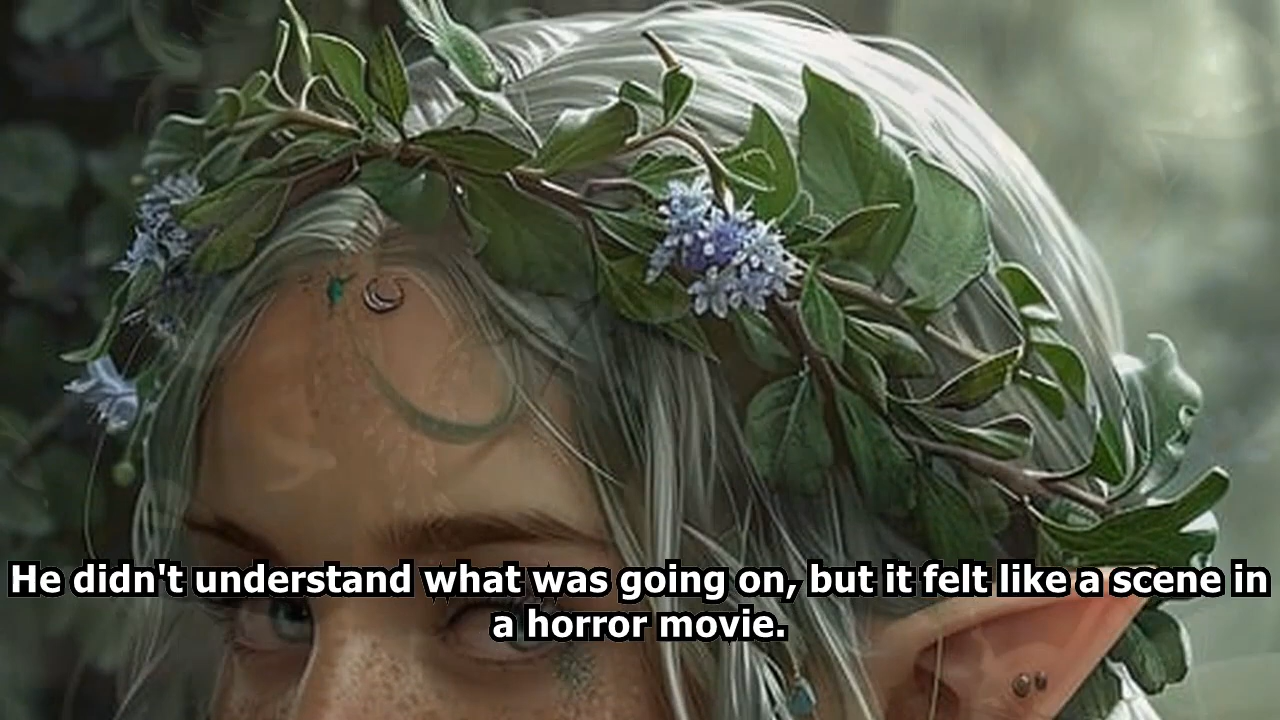 He didn't understand what was going on, but it felt like a scene in
a horror movie.